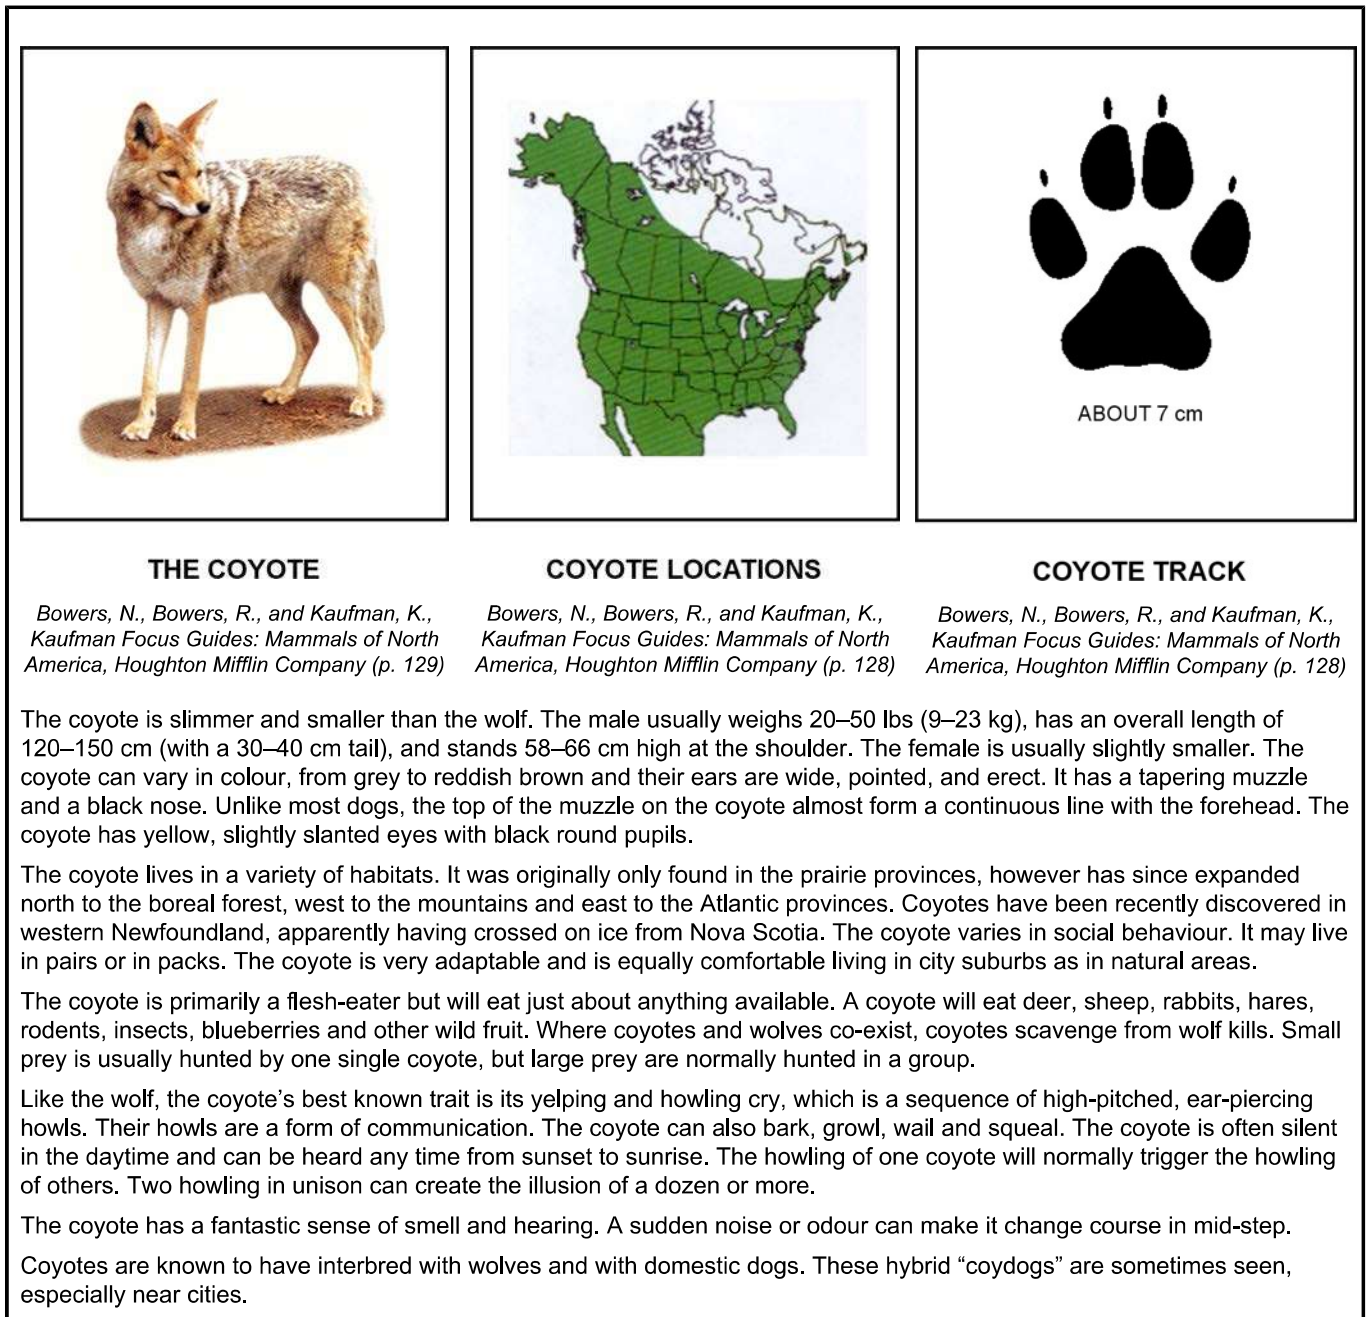 ABOUT 7 cm
THE COYOTE
Bowers, N., Bowers, R., and Kaufman, K.,
Kaufman Focus Guides: Mammals of North
America, Houghton Mifflin Company (p. 129)
COYOTE LOCATIONS
Bowers, N., Bowers, R., and Kaufman, K.,
Kaufman Focus Guides: Mammals of North
America, Houghton Mifflin Company (p. 128)
COYOTE TRACK
Bowers, N., Bowers, R., and Kaufman, K.,
Kaufman Focus Guides: Mammals of North
America, Houghton Mifflin Company (p. 128)
The coyote is slimmer and smaller than the wolf. The male usually weighs 20–50 lbs (9–23 kg), has an overall length of
120–150 cm (with a 30–40 cm tail), and stands 58–66 cm high at the shoulder. The female is usually slightly smaller. The
coyote can vary in colour, from grey to reddish brown and their ears are wide, pointed, and erect. It has a tapering muzzle
and a black nose. Unlike most dogs, the top of the muzzle on the coyote almost form a continuous line with the forehead. The
coyote has yellow, slightly slanted eyes with black round pupils.
The coyote lives in a variety of habitats. It was originally only found in the prairie provinces, however has since expanded
north to the boreal forest, west to the mountains and east to the Atlantic provinces. Coyotes have been recently discovered in
western Newfoundland, apparently having crossed on ice from Nova Scotia. The coyote varies in social behaviour. It may live
in pairs or in packs. The coyote is very adaptable and is equally comfortable living in city suburbs as in natural areas.
The coyote is primarily a flesh-eater but will eat just about anything available. A coyote will eat deer, sheep, rabbits, hares,
rodents, insects, blueberries and other wild fruit. Where coyotes and wolves co-exist, coyotes scavenge from wolf kills. Small
prey is usually hunted by one single coyote, but large prey are normally hunted in a group.
Like the wolf, the coyote's best known trait is its yelping and howling cry, which is a sequence of high-pitched, ear-piercing
howls. Their howls are a form of communication. The coyote can also bark, growl, wail and squeal. The coyote is often silent
in the daytime and can be heard any time from sunset to sunrise. The howling of one coyote will normally trigger the howling
of others. Two howling in unison can create the illusion of a dozen or more.
The coyote has a fantastic sense of smell and hearing. A sudden noise or odour can make it change course in mid-step.
Coyotes are known to have interbred with wolves and with domestic dogs. These hybrid “coydogs” are sometimes seen,
especially near cities.